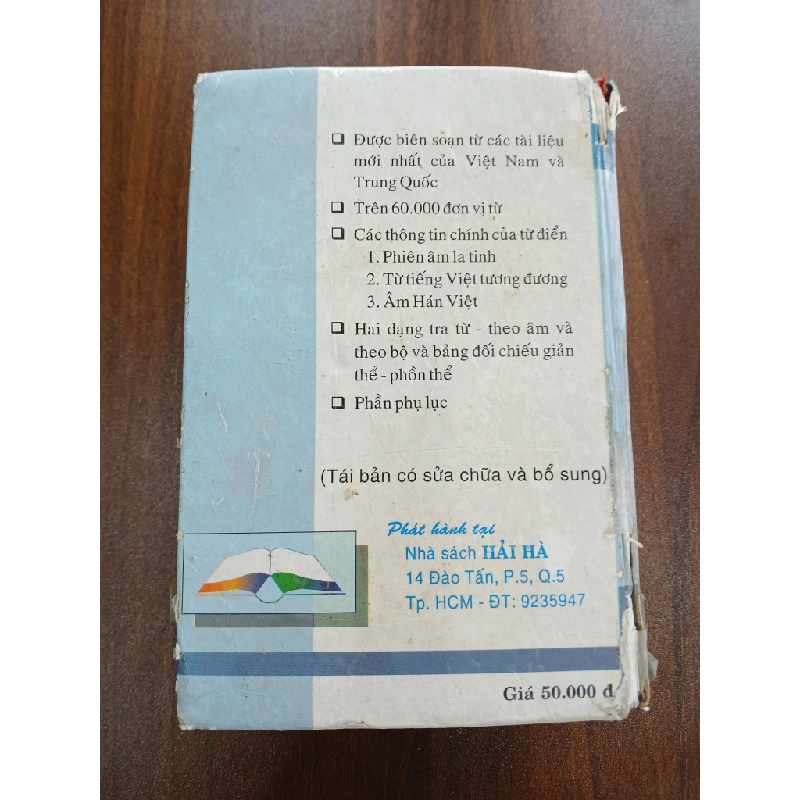 ❑ Được biên soạn từ các tài liệu
mới nhất của Việt Nam và
Trung Quốc
❑ Trên 60.000 đơn vị từ
❑ Các thông tin chính của từ điển
1. Phiên âm la tinh
2. Từ tiếng Việt tương đương
3. Âm Hán Việt
❑ Hai dạng tra từ - theo âm và
theo bộ và bảng đối chiếu giản
thể - phồn thể
❑ Phần phụ lục
(Tái bản có sửa chữa và bổ sung)
Phát hành tại
Nhà sách HẢI HÀ
14 Đào Tấn, P.5, Q.5
Tp. HCM - ĐT: 9235947
Giá 50.000 đ